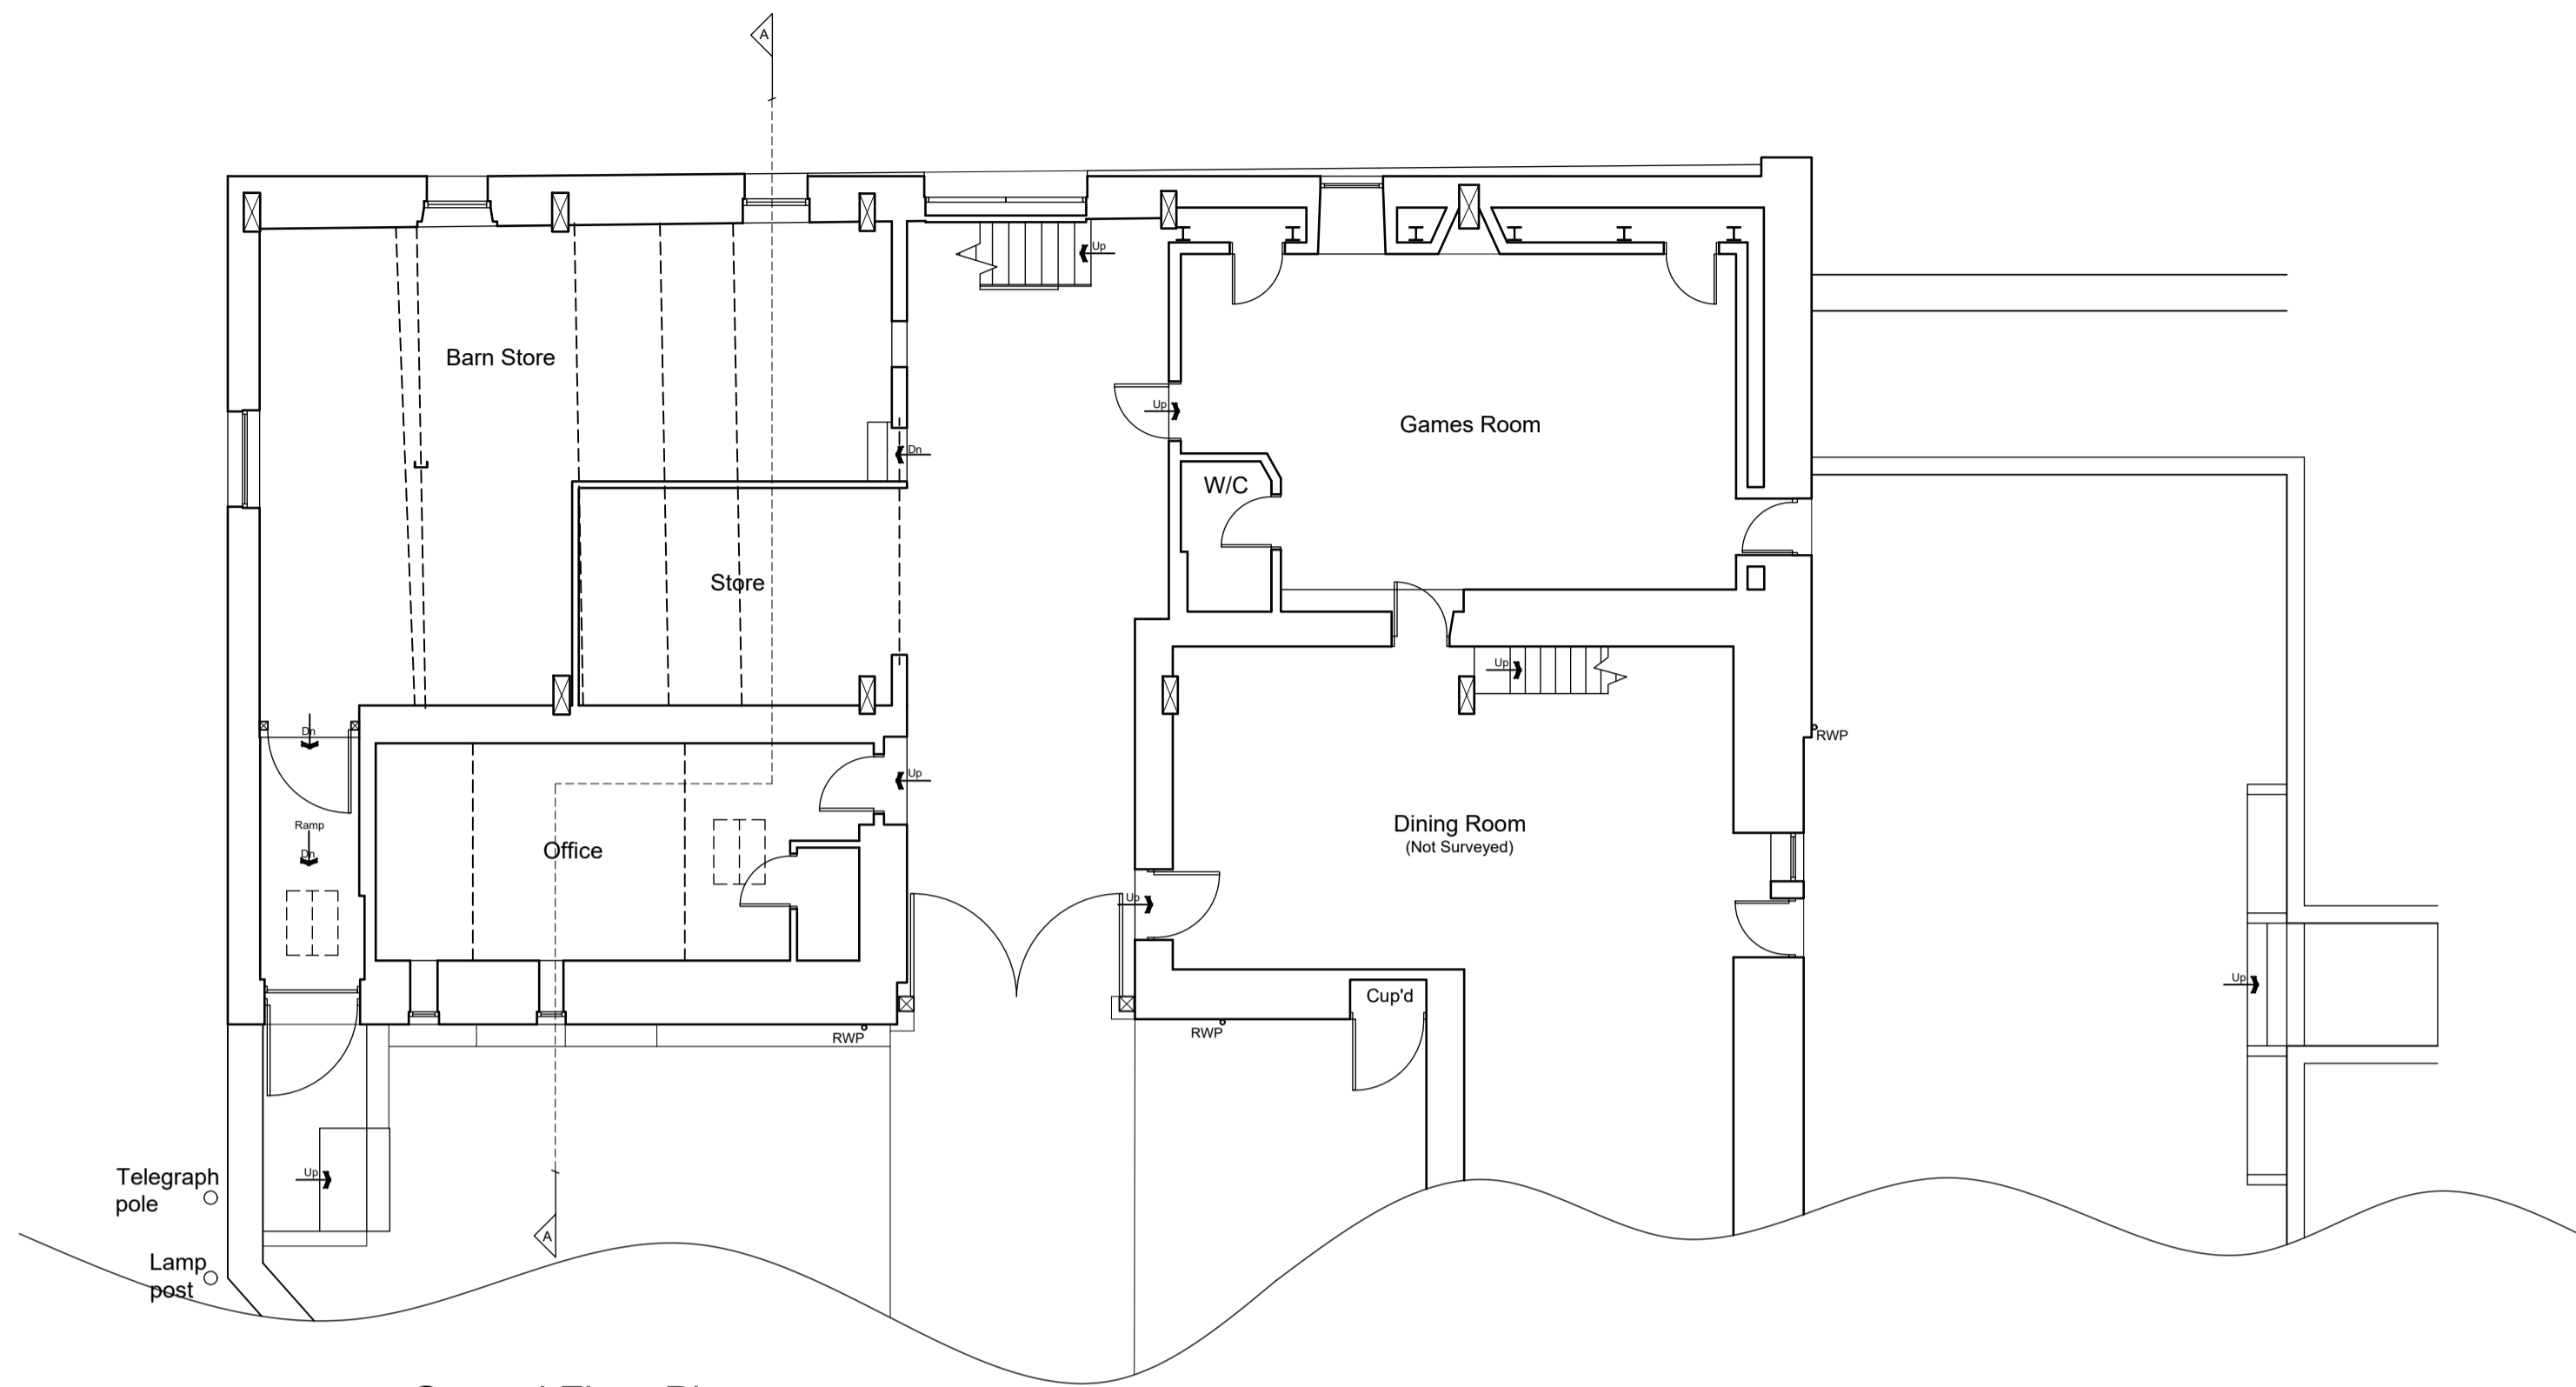 A
Up
Barn Store
Up
Games Room
Dn
W/C
Store
Up
Dn
RWP
Up
Ramp
Dining Room
(Not Surveyed)
Office
Dn
Up
Up
Cup'd
RWP
RWP
Up
Telegraph
pole
A
Lamp
post